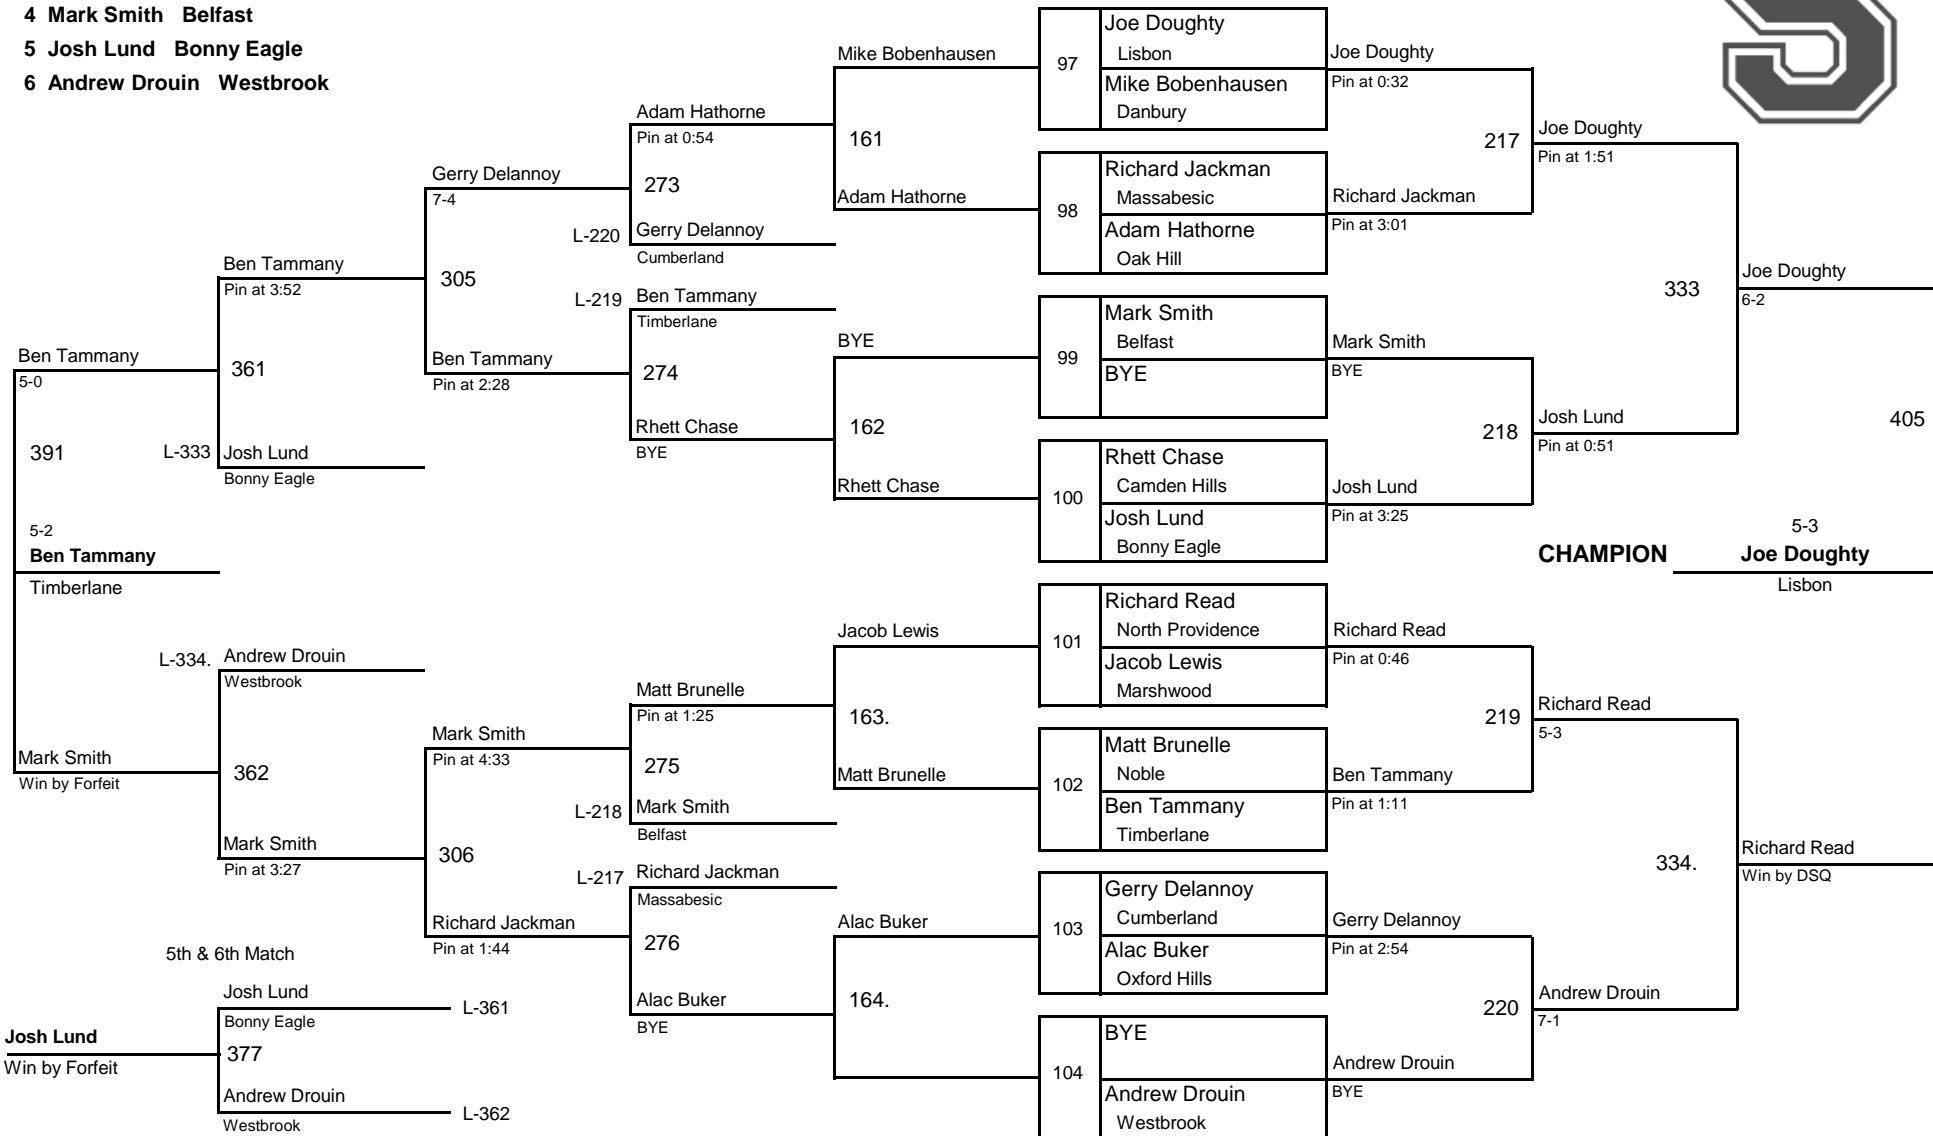 4 Mark Smith Belfast
5 Josh Lund Bonny Eagle
6 Andrew Drouin Westbrook
Ben Tammany
5-0
391
5-2
Ben Tammany
Timberlane
Mark Smith
Win by Forfeit
5th & 6th Match
Josh Lund
Win by Forfeit
Ben Tammany
Pin at 3:52
361
L-333 Josh Lund
Bonny Eagle
L-334. Andrew Drouin
Westbrook
362
Mark Smith
Pin at 3:27
Josh Lund
Bonny Eagle
L-361
377
Andrew Drouin
Westbrook
L-362
Gerry Delannoy
7-4
305
Ben Tammany
Pin at 2:28
Mark Smith
Pin at 4:33
306
Richard Jackman
Pin at 1:44
Adam Hathorne
Pin at 0:54
273
L-220 Gerry Delannoy
Cumberland
L-219 Ben Tammany
Timberlane
274
Rhett Chase
BYE
Matt Brunelle
Pin at 1:25
275
L-218 Mark Smith
Belfast
L-217 Richard Jackman
Massabesic
276
Alac Buker
BYE
Mike Bobenhausen
161
Adam Hathorne
BYE
162
Rhett Chase
Jacob Lewis
163.
Matt Brunelle
Alac Buker
164.
97
Joe Doughty
Lisbon
Mike Bobenhausen
Danbury
98
Richard Jackman
Massabesic
Adam Hathorne
Oak Hill
99
Mark Smith
Belfast
BYE
100
Rhett Chase
Camden Hills
Josh Lund
Bonny Eagle
101
Richard Read
North Providence
Jacob Lewis
Marshwood
102
Matt Brunelle
Noble
Ben Tammany
Timberlane
103
Gerry Delannoy
Cumberland
Alac Buker
Oxford Hills
104
BYE
Andrew Drouin
Westbrook
Joe Doughty
Pin at 0:32
217
Richard Jackman
Pin at 3:01
Mark Smith
BYE
218
Josh Lund
Pin at 3:25
Richard Read
Pin at 0:46
219
Ben Tammany
Pin at 1:11
Gerry Delannoy
Pin at 2:54
220
Andrew Drouin
BYE
Joe Doughty
Pin at 1:51
333
Josh Lund
Pin at 0:51
Richard Read
5-3
334.
Andrew Drouin
7-1
Joe Doughty
6-2
405
5-3
CHAMPION Joe Doughty
Lisbon
Richard Read
Win by DSQ